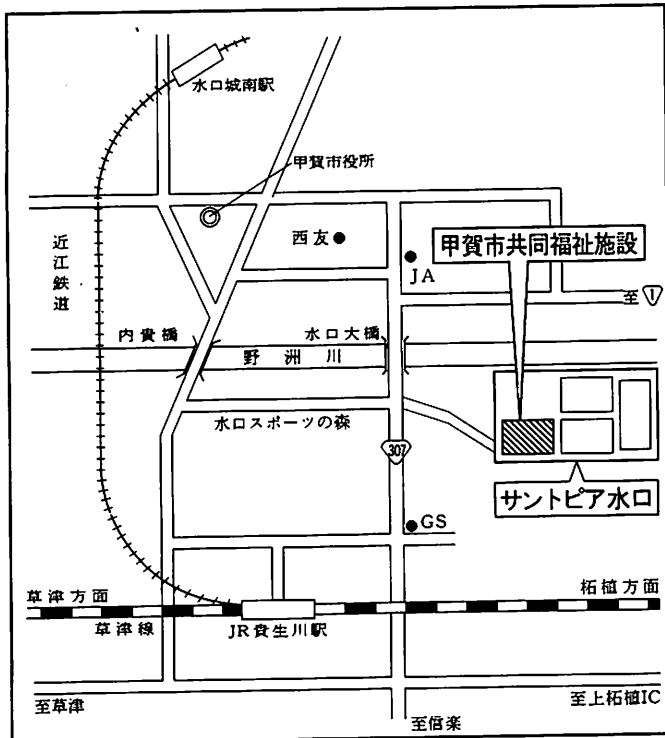 水口城南駅
甲賀市役所
近江鉄道
西友
JA
甲賀市共同福祉施設
至 1
内貴橋
水口大橋
野洲川
水口スポーツの森
307
サントピア水口
GS
草津方面
柘植方面
草津線
JR貴生川駅
至草津
至上柘植IC
至信楽